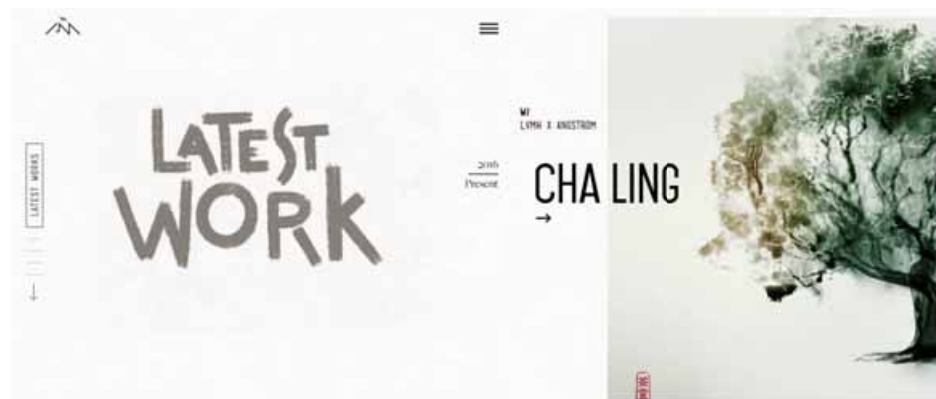 LATEST WORKS
LATEST
WORK
2016
Present
W/
LVMH X ANGSTROM
CHA LING